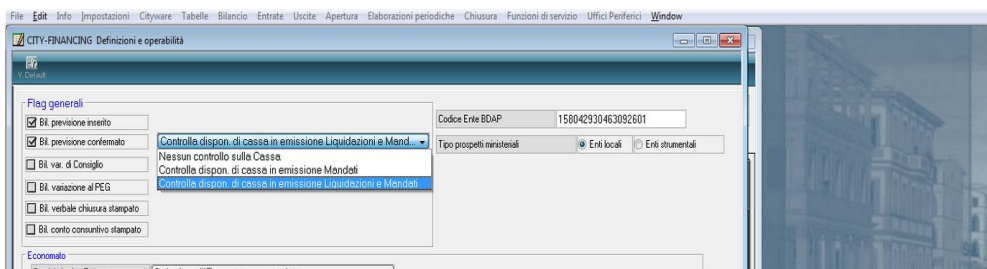 File Edit Info Impostazioni Cityware Tabelle Bilancio Entrate Uscite Apertura Elaborazioni periodiche Chiusura Funzioni di servizio Uffici Periferici Window
CITY-FINANCING Definizioni e operabilità
V. Default
Flag generali
Bil. previsione inserito
Codice Ente BDAP 158042930463092601
Bil. previsione confermato Controlla dispon. di cassa in emissione Liquidazioni e Mand... Tipo prospetti ministeriali Enti locali Enti strumentali
Nessun controllo sulla Cassa
Bil. var. di Consiglio Controlla dispon. di cassa in emissione Mandati
Controlla dispon. di cassa in emissione Liquidazioni e Mandati
Bil. variazione al PEG
Bil. verbale chiusura stampato
Bil. conto consuntivo stampato
Economato